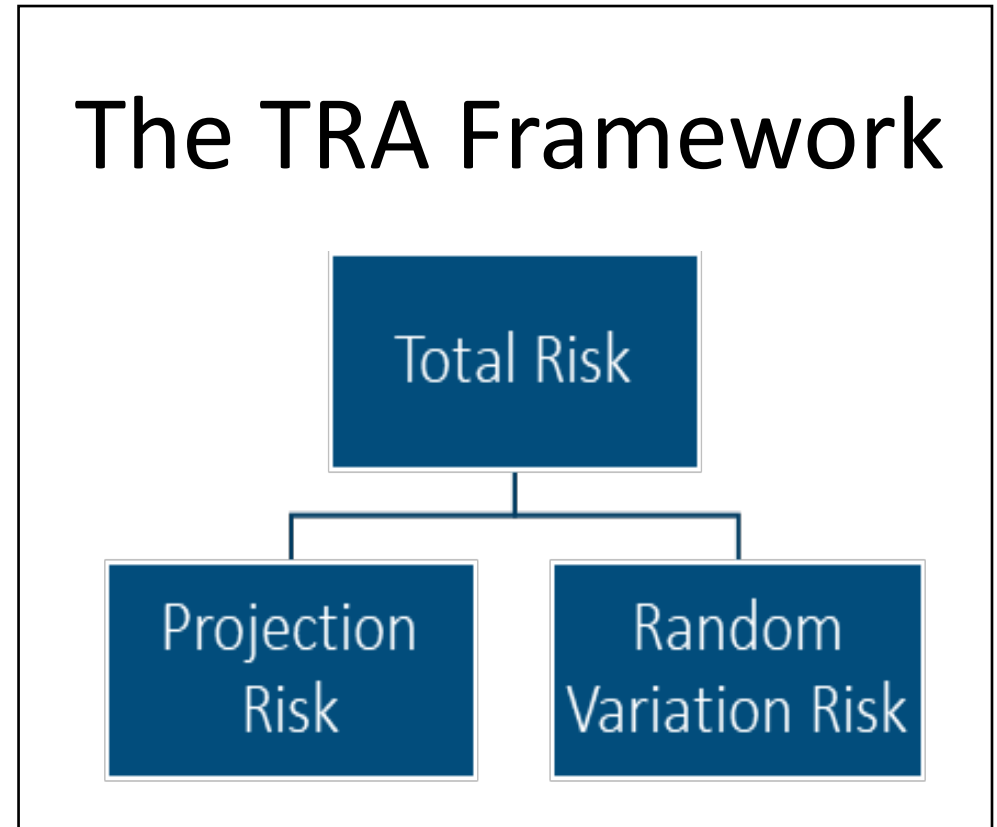 The TRA Framework
Total Risk
Projection
Risk
Random
Variation Risk